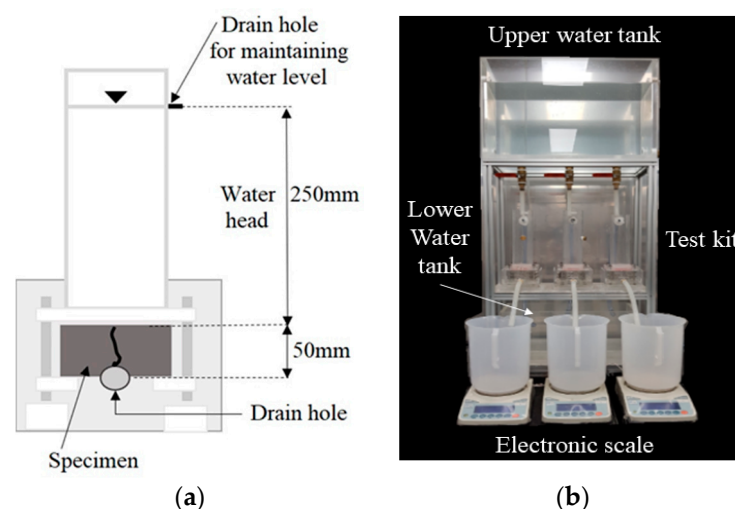 Drain hole
for maintaining
water level
Water
head
250mm
50mm
Drain hole
Specimen
(a)
Upper water tank
Lower
Water
tank
Test kit
Electronic scale
(b)